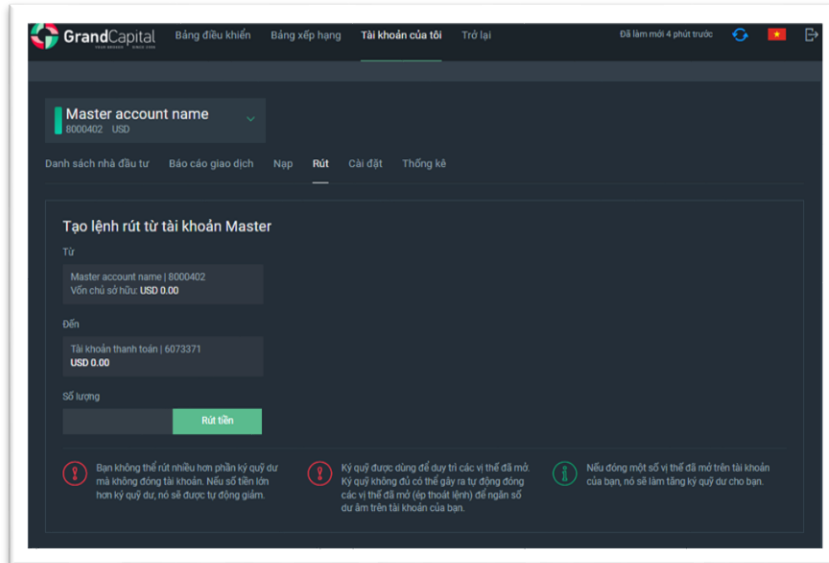 GrandCapital
Bảng điều khiển
Bảng xếp hạng
Tài khoản của tôi
Trở lại
Đã làm mới 4 phút trước
Master account name
8000402 USD
Danh sách nhà đầu tư
Báo cáo giao dịch
Nạp
Rút
Cài đặt
Thống kê
Tạo lệnh rút từ tài khoản Master
Từ
Master account name | 8000402
Vốn chủ sở hữu: USD 0.00
Đến
Tài khoản thanh toán | 6073371
USD 0.00
Số lượng
Rút tiền
Bạn không thể rút nhiều hơn phần ký quỹ dư
mà không đóng tài khoản. Nếu số tiền lớn
hơn ký quỹ dư, nó sẽ được tự động giảm.
Ký quỹ được dùng để duy trì các vị thế đã mở.
Ký quỹ không đủ có thể gây ra tự động đóng
các vị thế đã mở (ép thoát lệnh) để ngăn số
dư âm trên tài khoản của bạn.
Nếu đóng một số vị thế đã mở trên tài khoản
của bạn, nó sẽ làm tăng ký quỹ dư cho bạn.